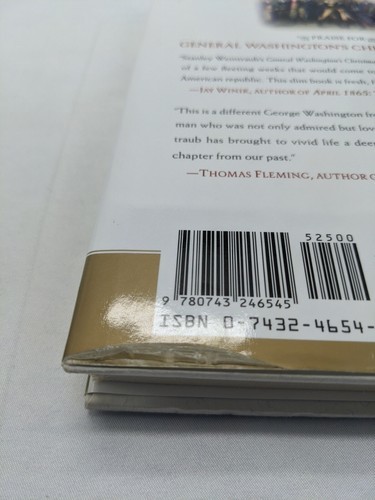 PRAISE FOR
GENERAL WASHINGTON'S CH
"Stanley Weintraub's General Washington's Christma
of a few fleeting weeks that would come
American republic. This slim book is fresh,
—JAY WINIK, AUTHOR OF APRIL 1865:
"This is a different George Washington fr
man who was not only admired but lov
traub has brought to vivid life a dee
chapter from our past."
—THOMAS FLEMING, AUTHOR O
52500
9 780743 246545
ISBN 0-7432-4654-